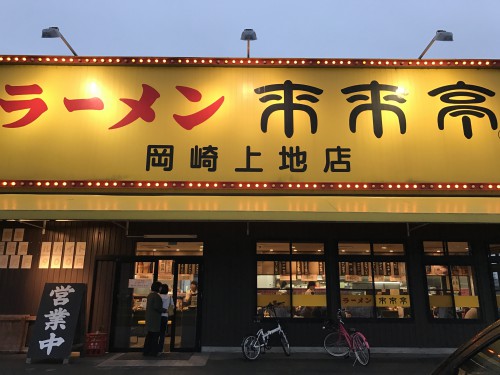 ラーメン 来来亭
岡崎上地店
ラーメン 来来亭
営業中